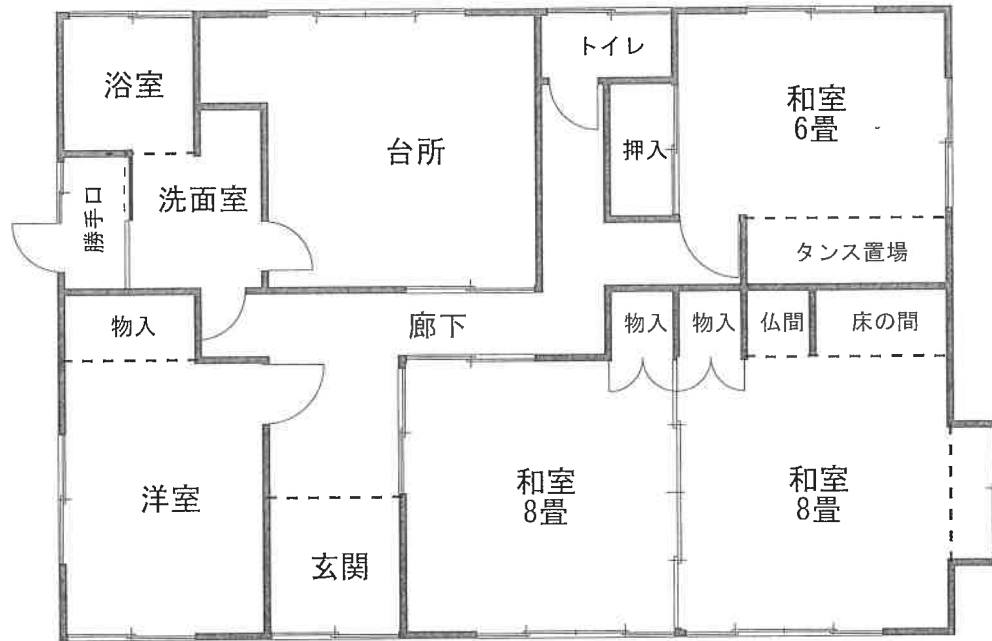 トイレ
浴室
和室
6畳
台所
押入
洗面室
勝手口
タンス置場
物入
廊下
物入
物入
仏間
床の間
洋室
和室
8畳
和室
8畳
玄関